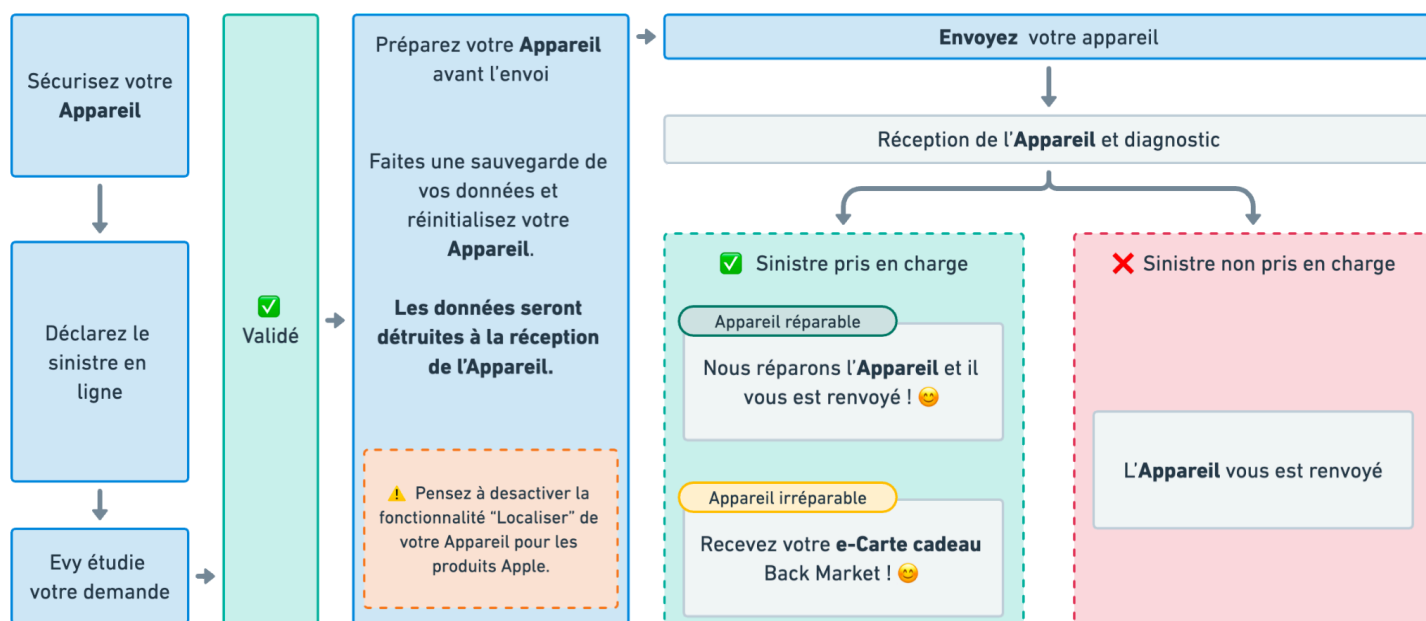 Sécurisez votre
Appareil
Déclarez le
sinistre en
ligne
Evy étudie
votre demande
Validé
Préparez votre Appareil
avant l'envoi
Faites une sauvegarde de
vos données et
réinitialisez votre
Appareil.
Les données seront
détruites à la réception
de l'Appareil.
Pensez à desactiver la
fonctionnalité “Localiser” de
votre Appareil pour les
produits Apple.
Envoyez votre appareil
Réception de l'Appareil et diagnostic
Sinistre pris en charge
Appareil réparable
Nous réparons l'Appareil et il
vous est renvoyé !
Appareil irréparable
Recevez votre e-Carte cadeau
Back Market !
Sinistre non pris en charge
L'Appareil vous est renvoyé